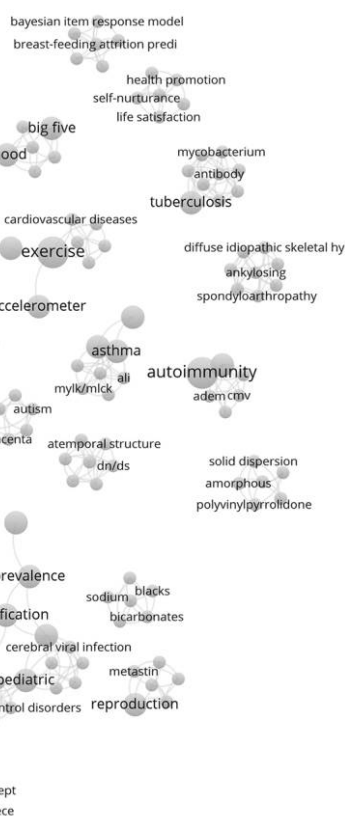 bayesian item response model
breast-feeding attrition predi
health promotion
self-nurturance
life satisfaction
big five
ood
mycobacterium
antibody
tuberculosis
cardiovascular diseases
exercise
diffuse idiopathic skeletal hy
ankylosing
spondyloarthropathy
ccelerometer
asthma
ali
mylk/mlck
autoimmunity
adem cmv
autism
centa
atemporal structure
dn/ds
solid dispersion
amorphous
polyvinylpyrrolidone
revalence
sodium
blacks
bicarbonates
fication
cerebral viral infection
pediatric
metastin
reproduction
ntrol disorders
ept
ece